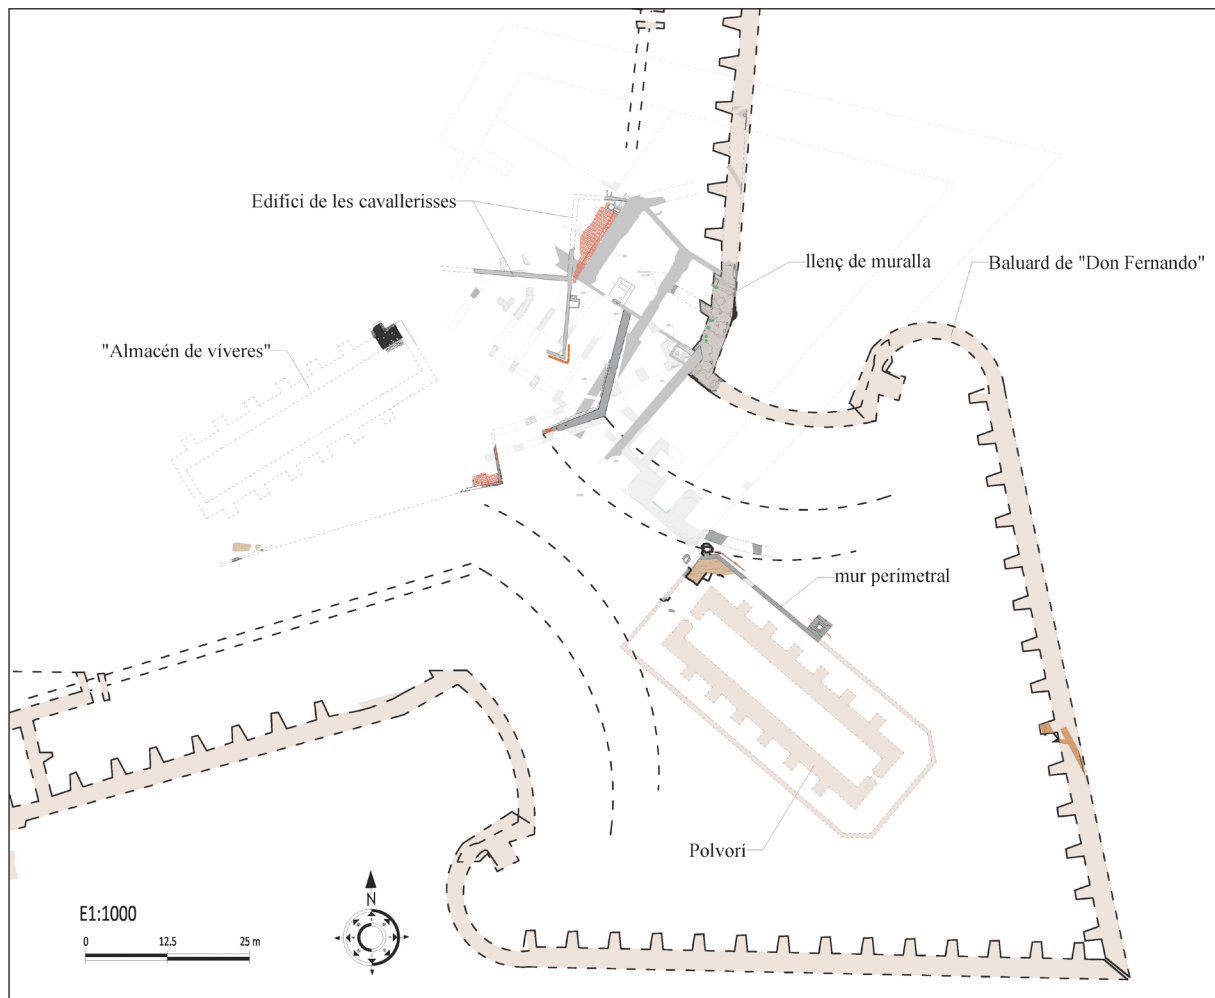 Edifici de les cavallerisses
llenç de muralla
Baluard de "Don Fernando"
"Almacén de víveres"
mur perimetral
Polvorí
E1:1000
0 12.5 25 m
N